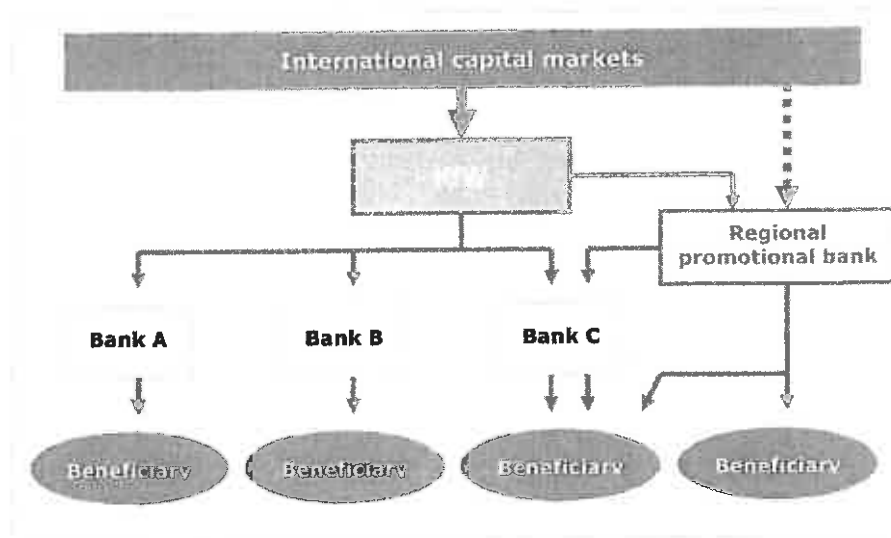 International capital markets
KfW
Regional
promotional bank
Bank A
Bank B
Bank C
Beneficiary
Beneficiary
Beneficiary
Beneficiary